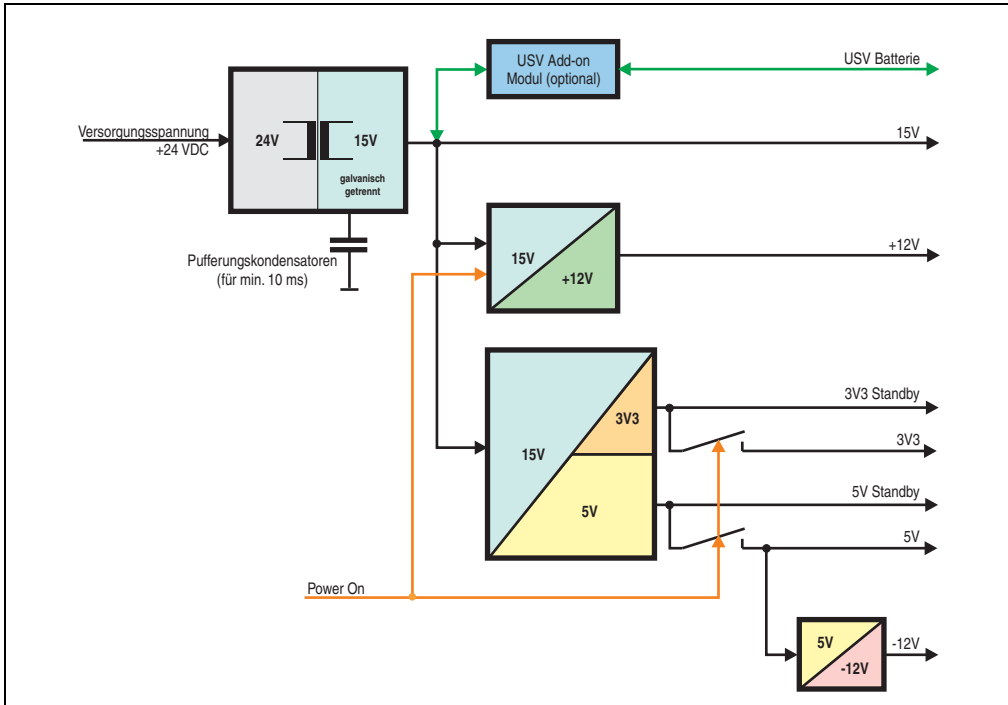 USV Add-on
Modul (optional)
USV Batterie
Versorgungsspannung
+24 VDC
24V
15V
galvanisch
getrennt
15V
Pufferungskondensatoren
(für min. 10 ms)
15V
+12V
+12V
15V
3V3
5V
3V3 Standby
3V3
5V Standby
5V
Power On
5V
-12V
-12V